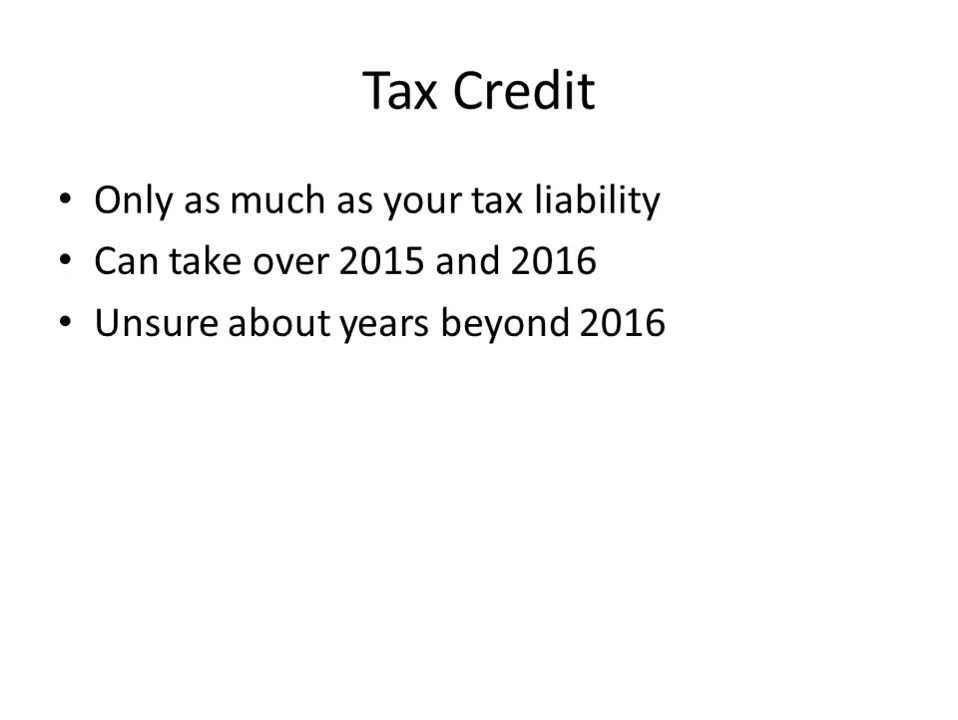 Tax Credit
• Only as much as your tax liability
• Can take over 2015 and 2016
• Unsure about years beyond 2016